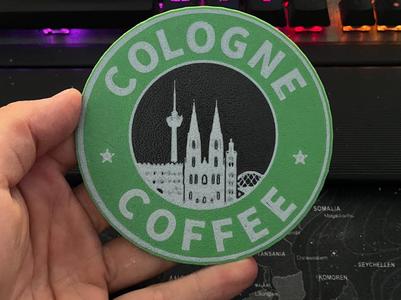 COLOGNE
COFFEE
SOMALIA
TANSANIA
SEYCHELLEN
KOMOREN